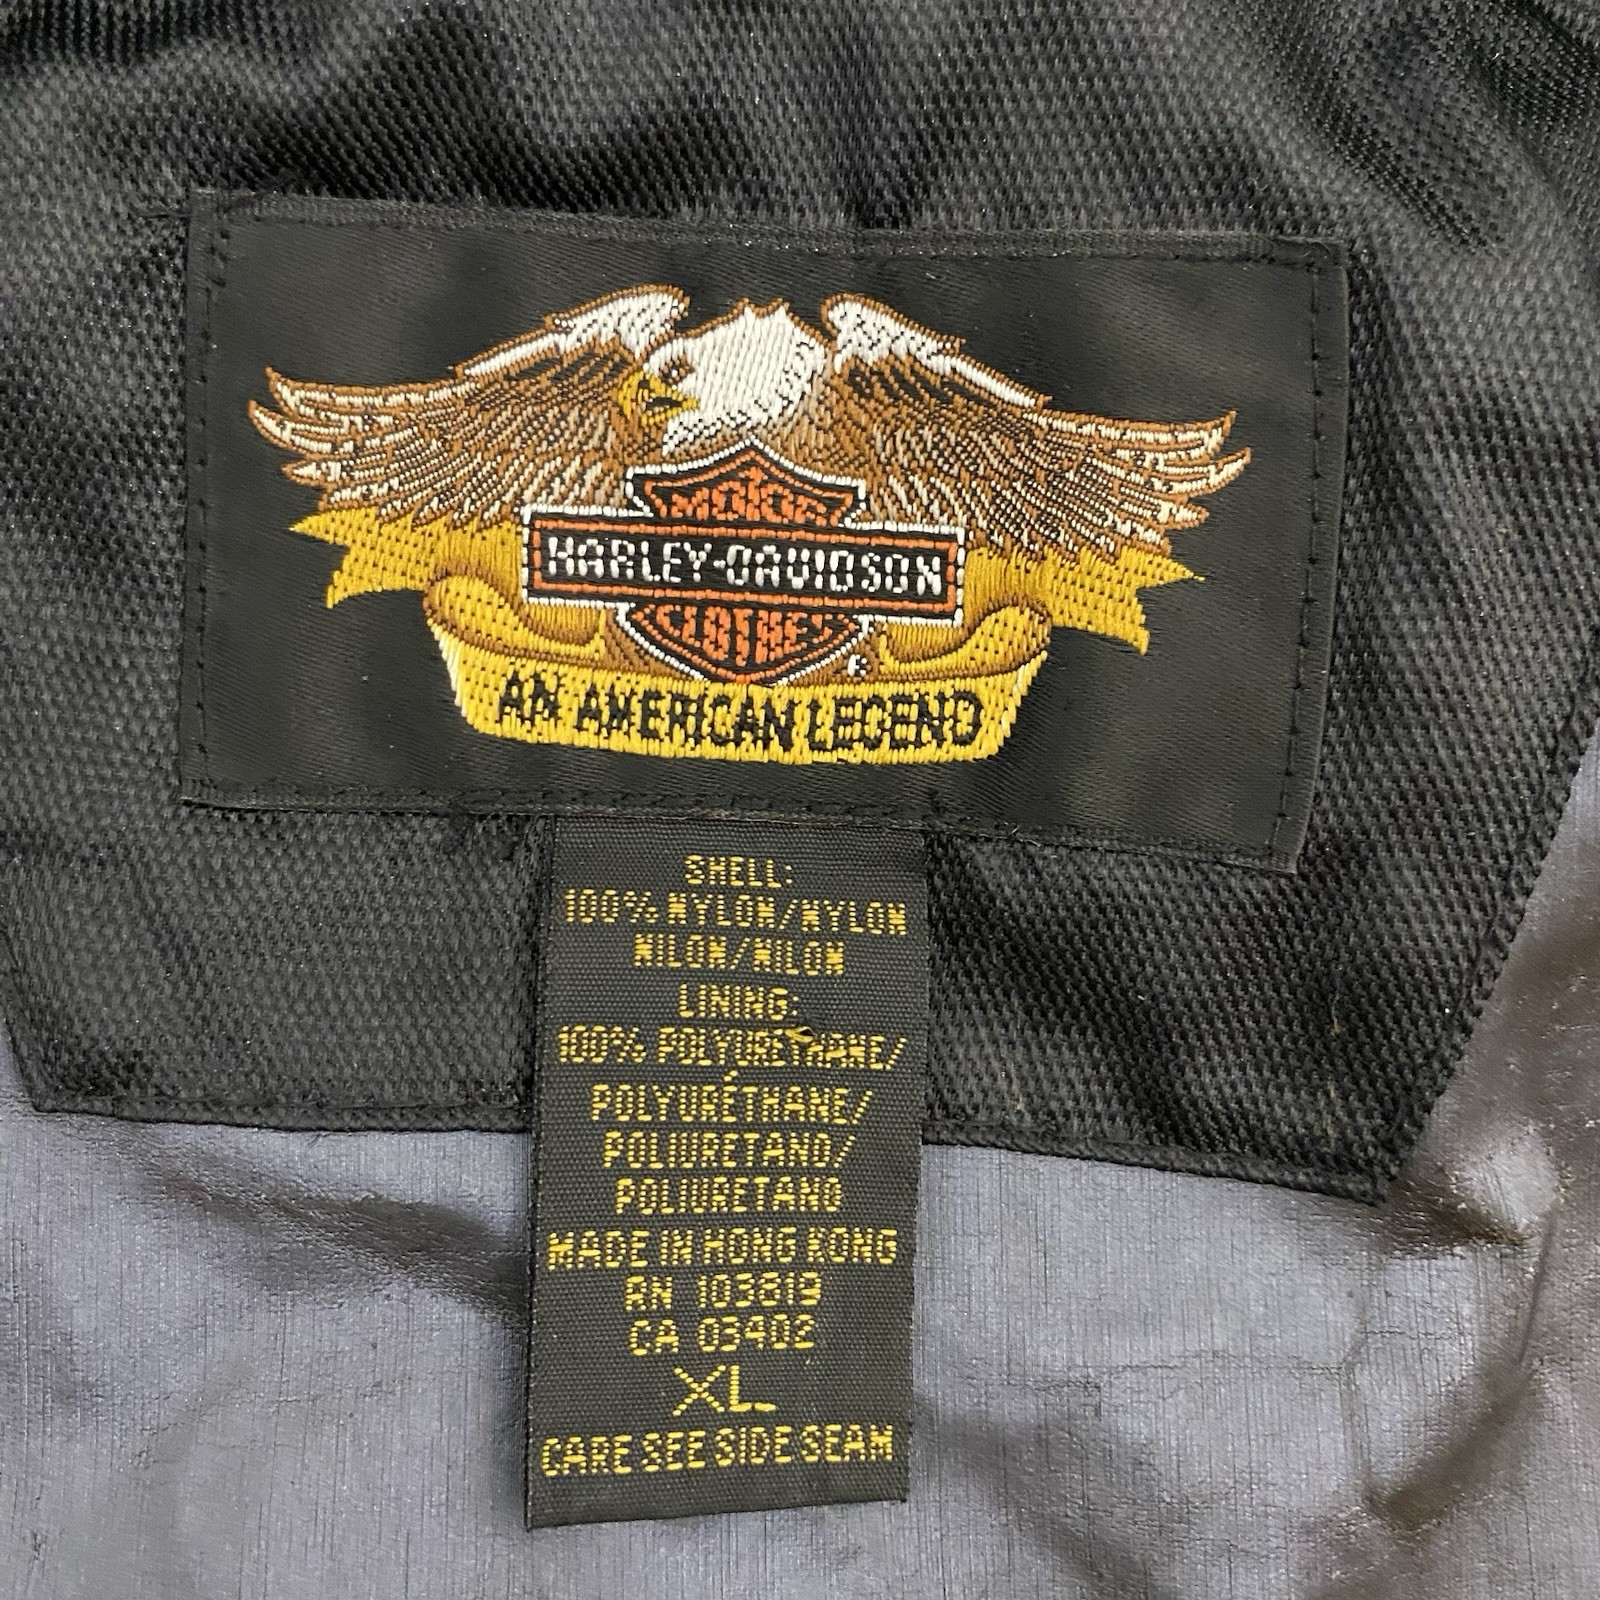 MOTOR
HARLEY-DAVIDSON
CLOTHES
®
AN AMERICAN LEGEND
SHELL:
100% NYLON/NYLON
NILON/NILON
LINING:
100% POLYURETHANE/
POLYURÉTHANE/
POLIURETANO/
POLIURETANO
MADE IN HONG KONG
RN 103819
CA 03402
XL
CARE SEE SIDE SEAM